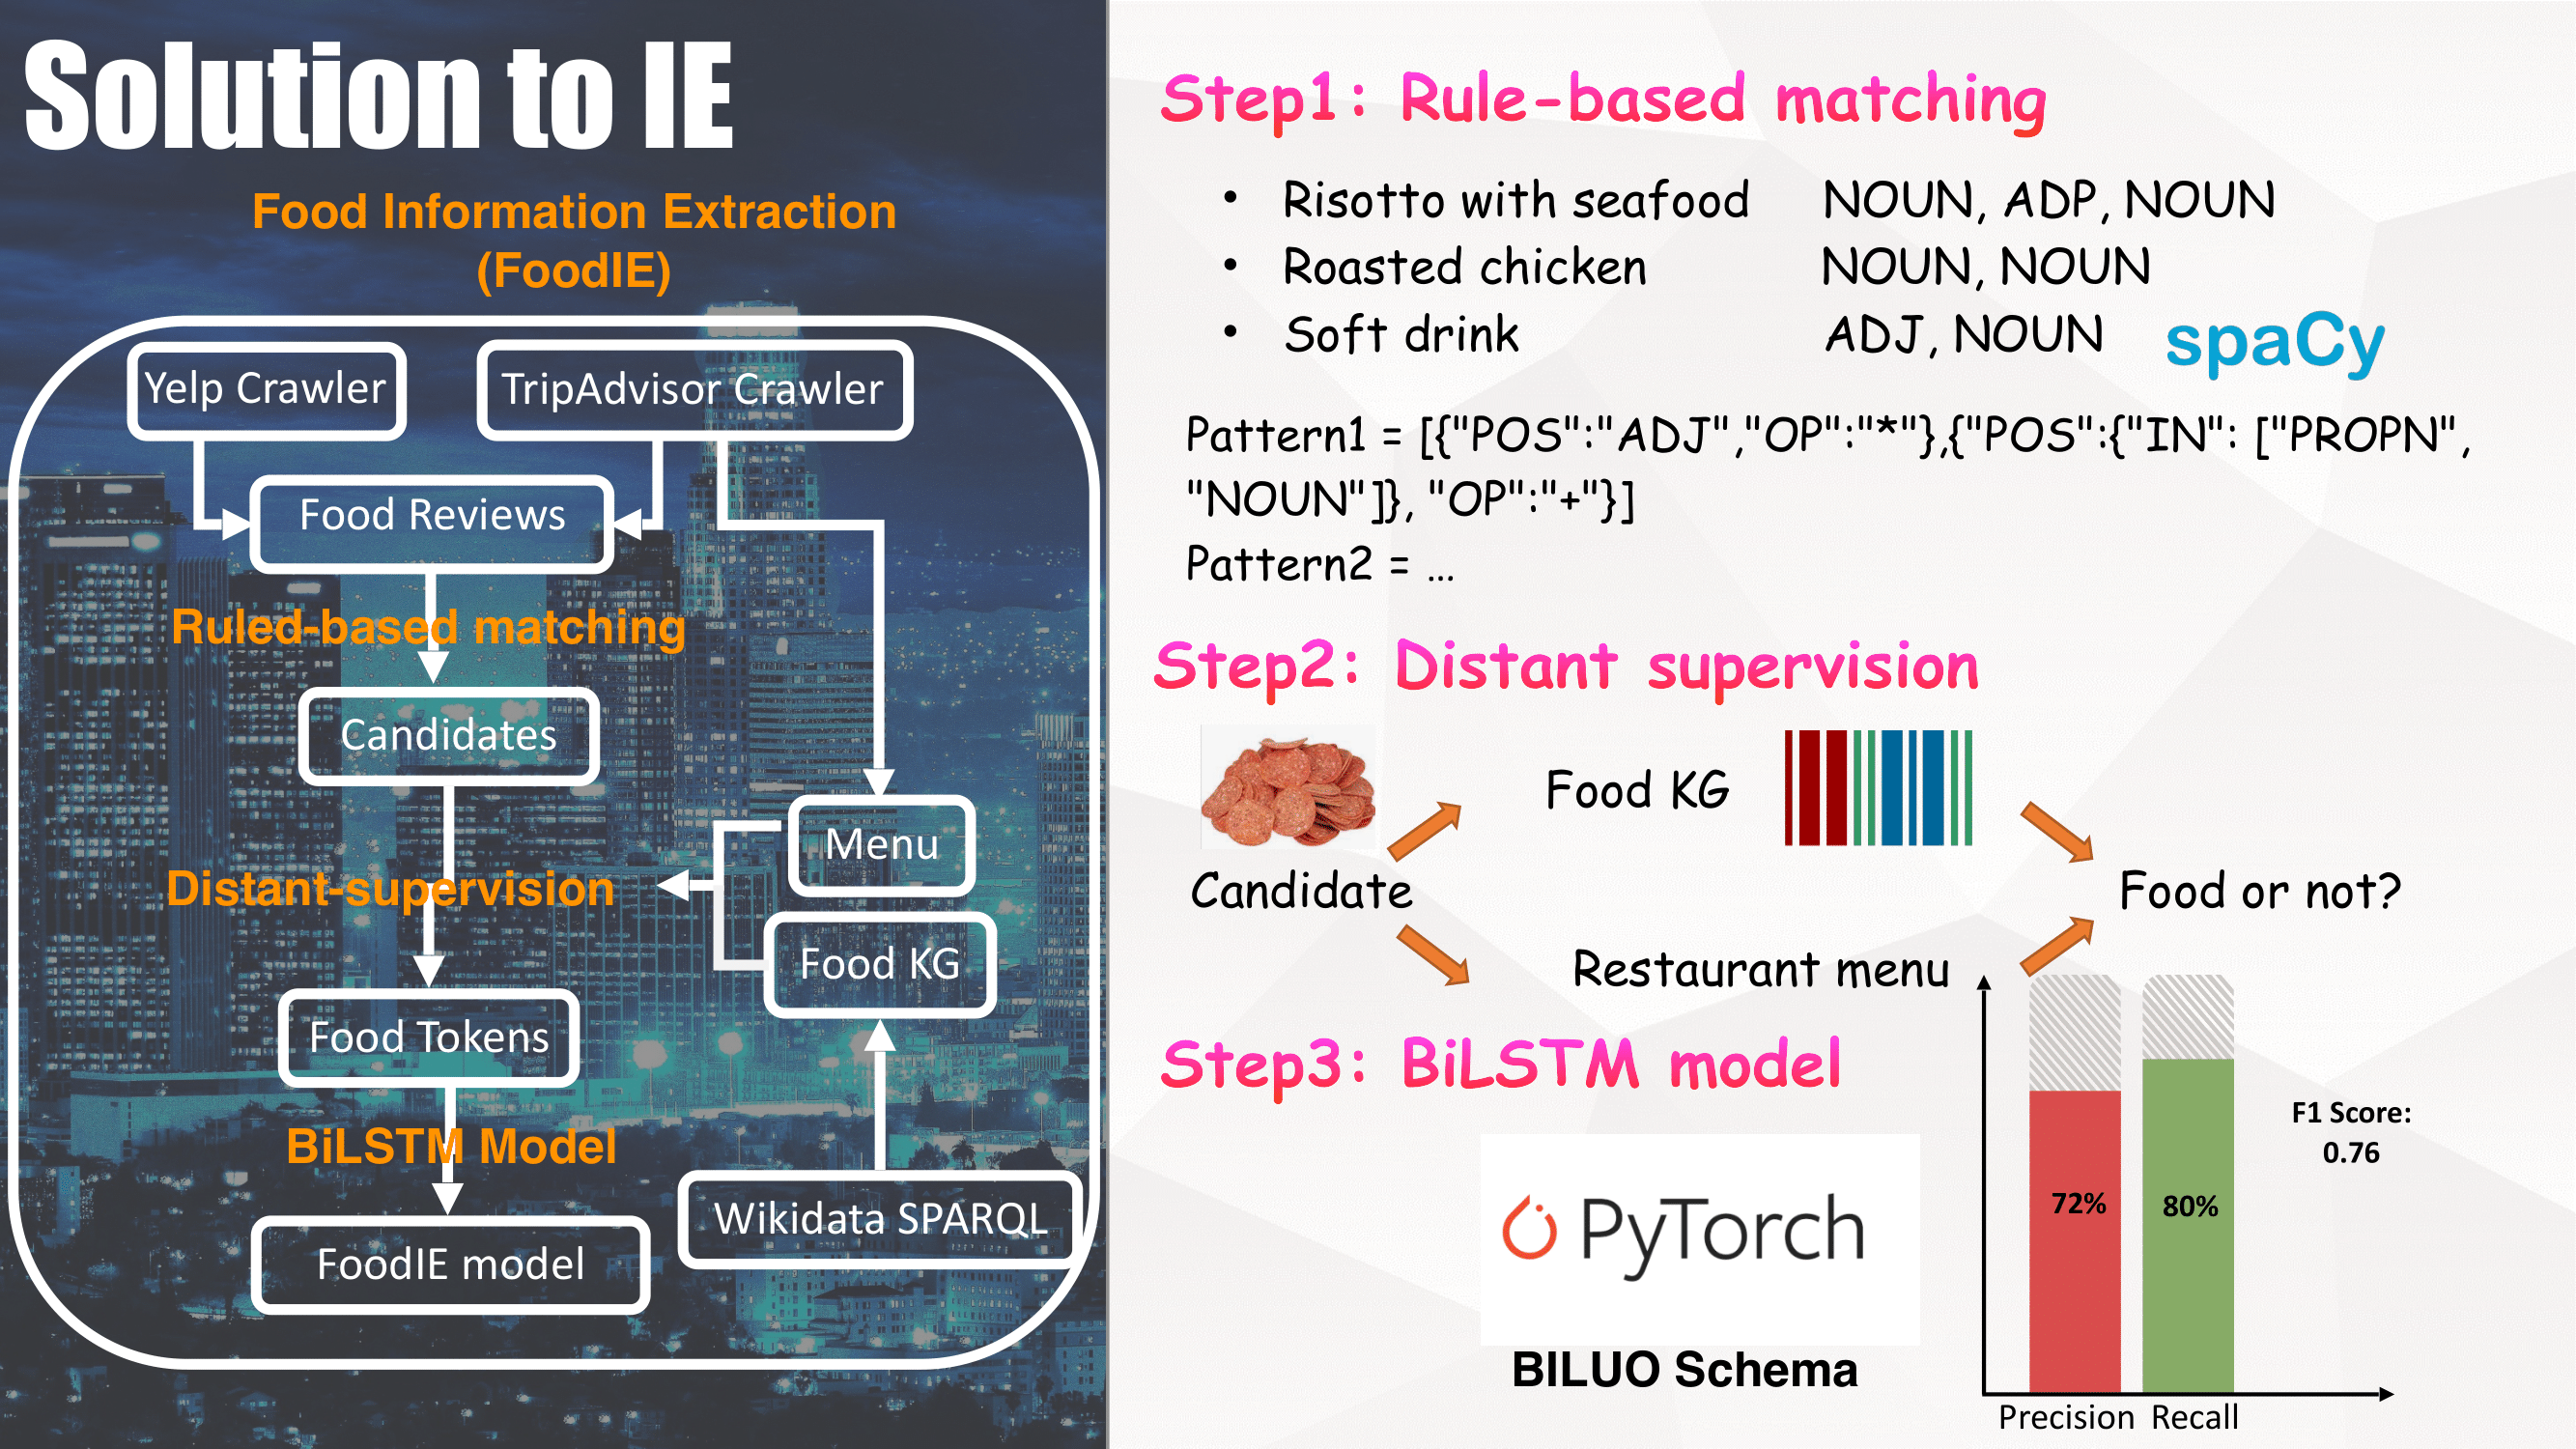 Solution to IE
Food Information Extraction
(FoodIE)
Yelp Crawler
TripAdvisor Crawler
Food Reviews
Ruled-based matching
Candidates
Menu
Distant-supervision
Food KG
Food Tokens
BiLSTM Model
Wikidata SPARQL
FoodIE model
Step1: Rule-based matching
• Risotto with seafood NOUN, ADP, NOUN
• Roasted chicken NOUN, NOUN
• Soft drink ADJ, NOUN
spaCy
Pattern1 = [{"POS":"ADJ","OP":"*"},{"POS":{"IN": ["PROPN",
"NOUN"]}, "OP":"+"}]
Pattern2 = ...
Step2: Distant supervision
Food KG
Candidate
Food or not?
Restaurant menu
Step3: BiLSTM model
PyTorch
BILUO Schema
F1 Score:
0.76
72% 80%
Precision Recall